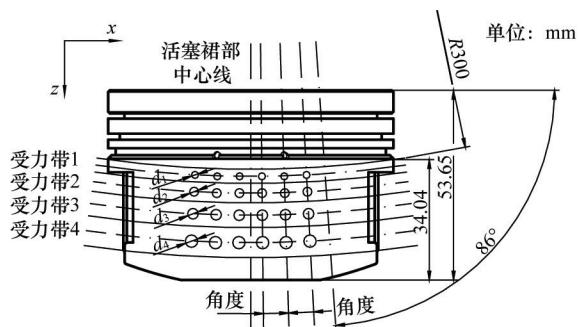 x
z
活塞裙部
中心线
R300
单位：mm
受力带1
受力带2
受力带3
受力带4
d₁
d₂
d₃
d₄
34.04
53.65
86°
角度
角度